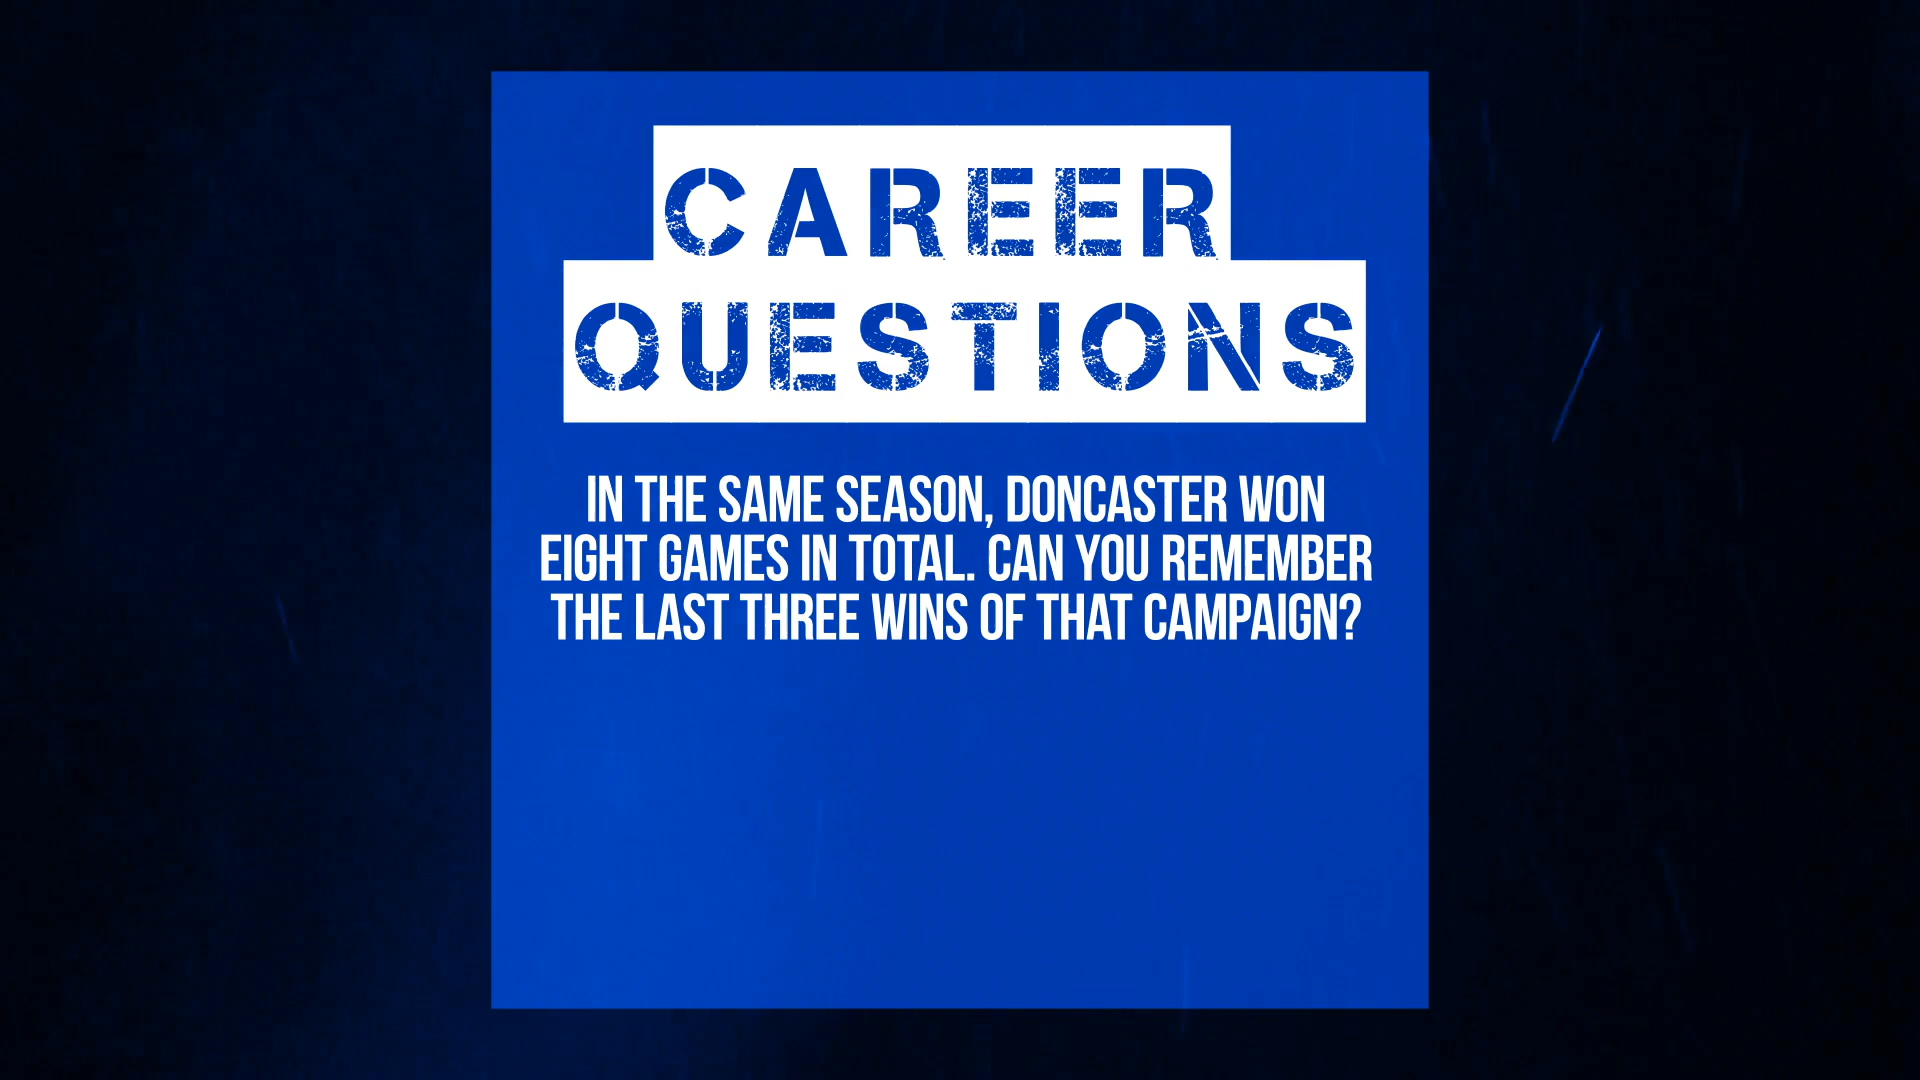 CAREER
QUESTIONS
IN THE SAME SEASON, DONCASTER WON
EIGHT GAMES IN TOTAL. CAN YOU REMEMBER
THE LAST THREE WINS OF THAT CAMPAIGN?